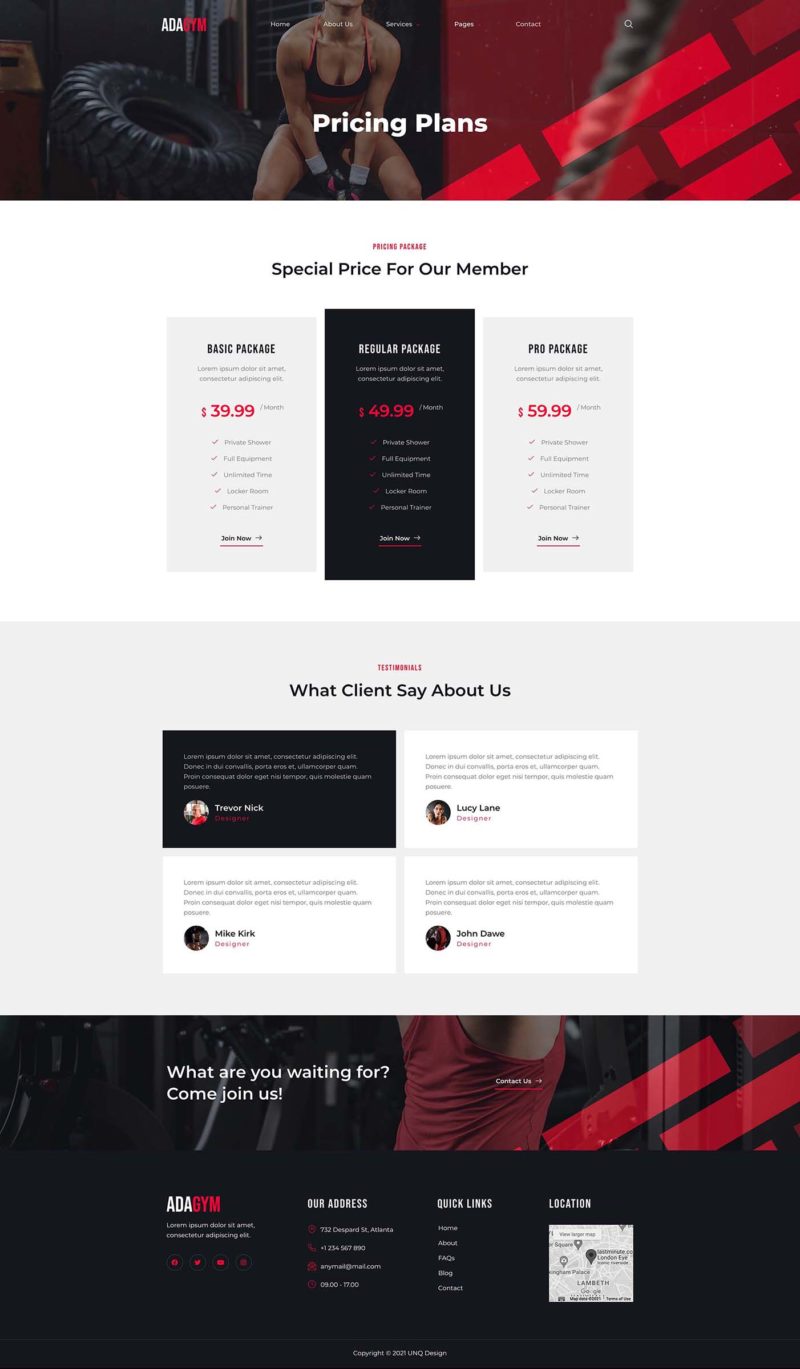 ADAGYM
Home
About Us
Services
Pages
Contact
Pricing Plans
PRICING PACKAGE
Special Price For Our Member
BASIC PACKAGE
Lorem ipsum dolor sit amet,
consectetur adipiscing elit.
$ 39.99 / Month
Private Shower
Full Equipment
Unlimited Time
Locker Room
Personal Trainer
Join Now
REGULAR PACKAGE
Lorem ipsum dolor sit amet,
consectetur adipiscing elit.
$ 49.99 / Month
Private Shower
Full Equipment
Unlimited Time
Locker Room
Personal Trainer
Join Now
PRO PACKAGE
Lorem ipsum dolor sit amet,
consectetur adipiscing elit.
$ 59.99 / Month
Private Shower
Full Equipment
Unlimited Time
Locker Room
Personal Trainer
Join Now
TESTIMONIALS
What Client Say About Us
Lorem ipsum dolor sit amet, consectetur adipiscing elit.
Donec in dui convallis, porta eros et, ullamcorper quam.
Proin consequat dolor eget nisi tempor, quis molestie quam
posuere.
Trevor Nick
Designer
Lorem ipsum dolor sit amet, consectetur adipiscing elit.
Donec in dui convallis, porta eros et, ullamcorper quam.
Proin consequat dolor eget nisi tempor, quis molestie quam
posuere.
Lucy Lane
Designer
Lorem ipsum dolor sit amet, consectetur adipiscing elit.
Donec in dui convallis, porta eros et, ullamcorper quam.
Proin consequat dolor eget nisi tempor, quis molestie quam
posuere.
Mike Kirk
Designer
Lorem ipsum dolor sit amet, consectetur adipiscing elit.
Donec in dui convallis, porta eros et, ullamcorper quam.
Proin consequat dolor eget nisi tempor, quis molestie quam
posuere.
John Dawe
Designer
What are you waiting for?
Come join us!
Contact Us
ADAGYM
Lorem ipsum dolor sit amet,
consectetur adipiscing elit.
OUR ADDRESS
732 Despard St, Atlanta
+1 234 567 890
anymail@mail.com
09.00 - 17.00
QUICK LINKS
Home
About
FAQs
Blog
Contact
LOCATION
View larger map
Square
lastminute.co
London Eye
Iconic riverside
Palace
LAMBETH
Google
Map data ©2021
Terms of Use
Copyright © 2021 UNQ Design